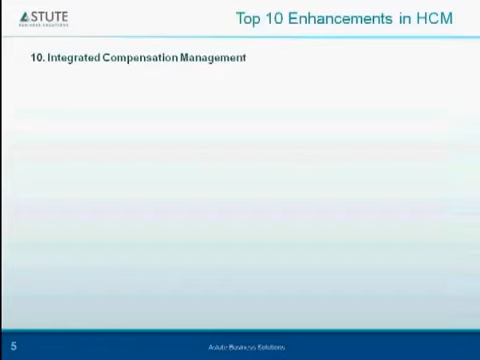 ASTUTE
BUSINESS SOLUTIONS
Top 10 Enhancements in HCM
10. Integrated Compensation Management
5
Astute Business Solutions